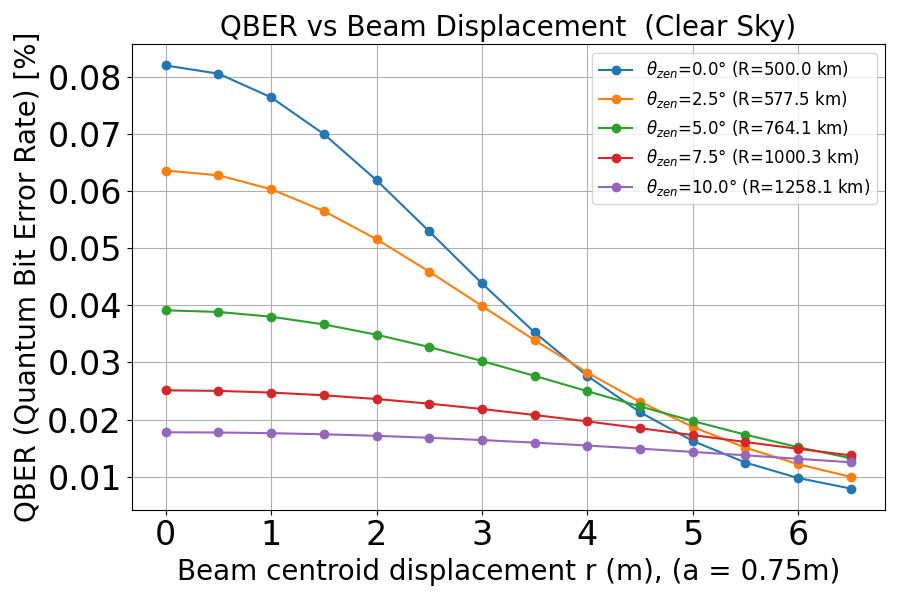 QBER vs Beam Displacement  (Clear Sky)
QBER (Quantum Bit Error Rate) [%]
0.08
0.07
0.06
0.05
0.04
0.03
0.02
0.01
θzen=0.0° (R=500.0 km)
θzen=2.5° (R=577.5 km)
θzen=5.0° (R=764.1 km)
θzen=7.5° (R=1000.3 km)
θzen=10.0° (R=1258.1 km)
0 1 2 3 4 5 6
Beam centroid displacement r (m), (a = 0.75m)